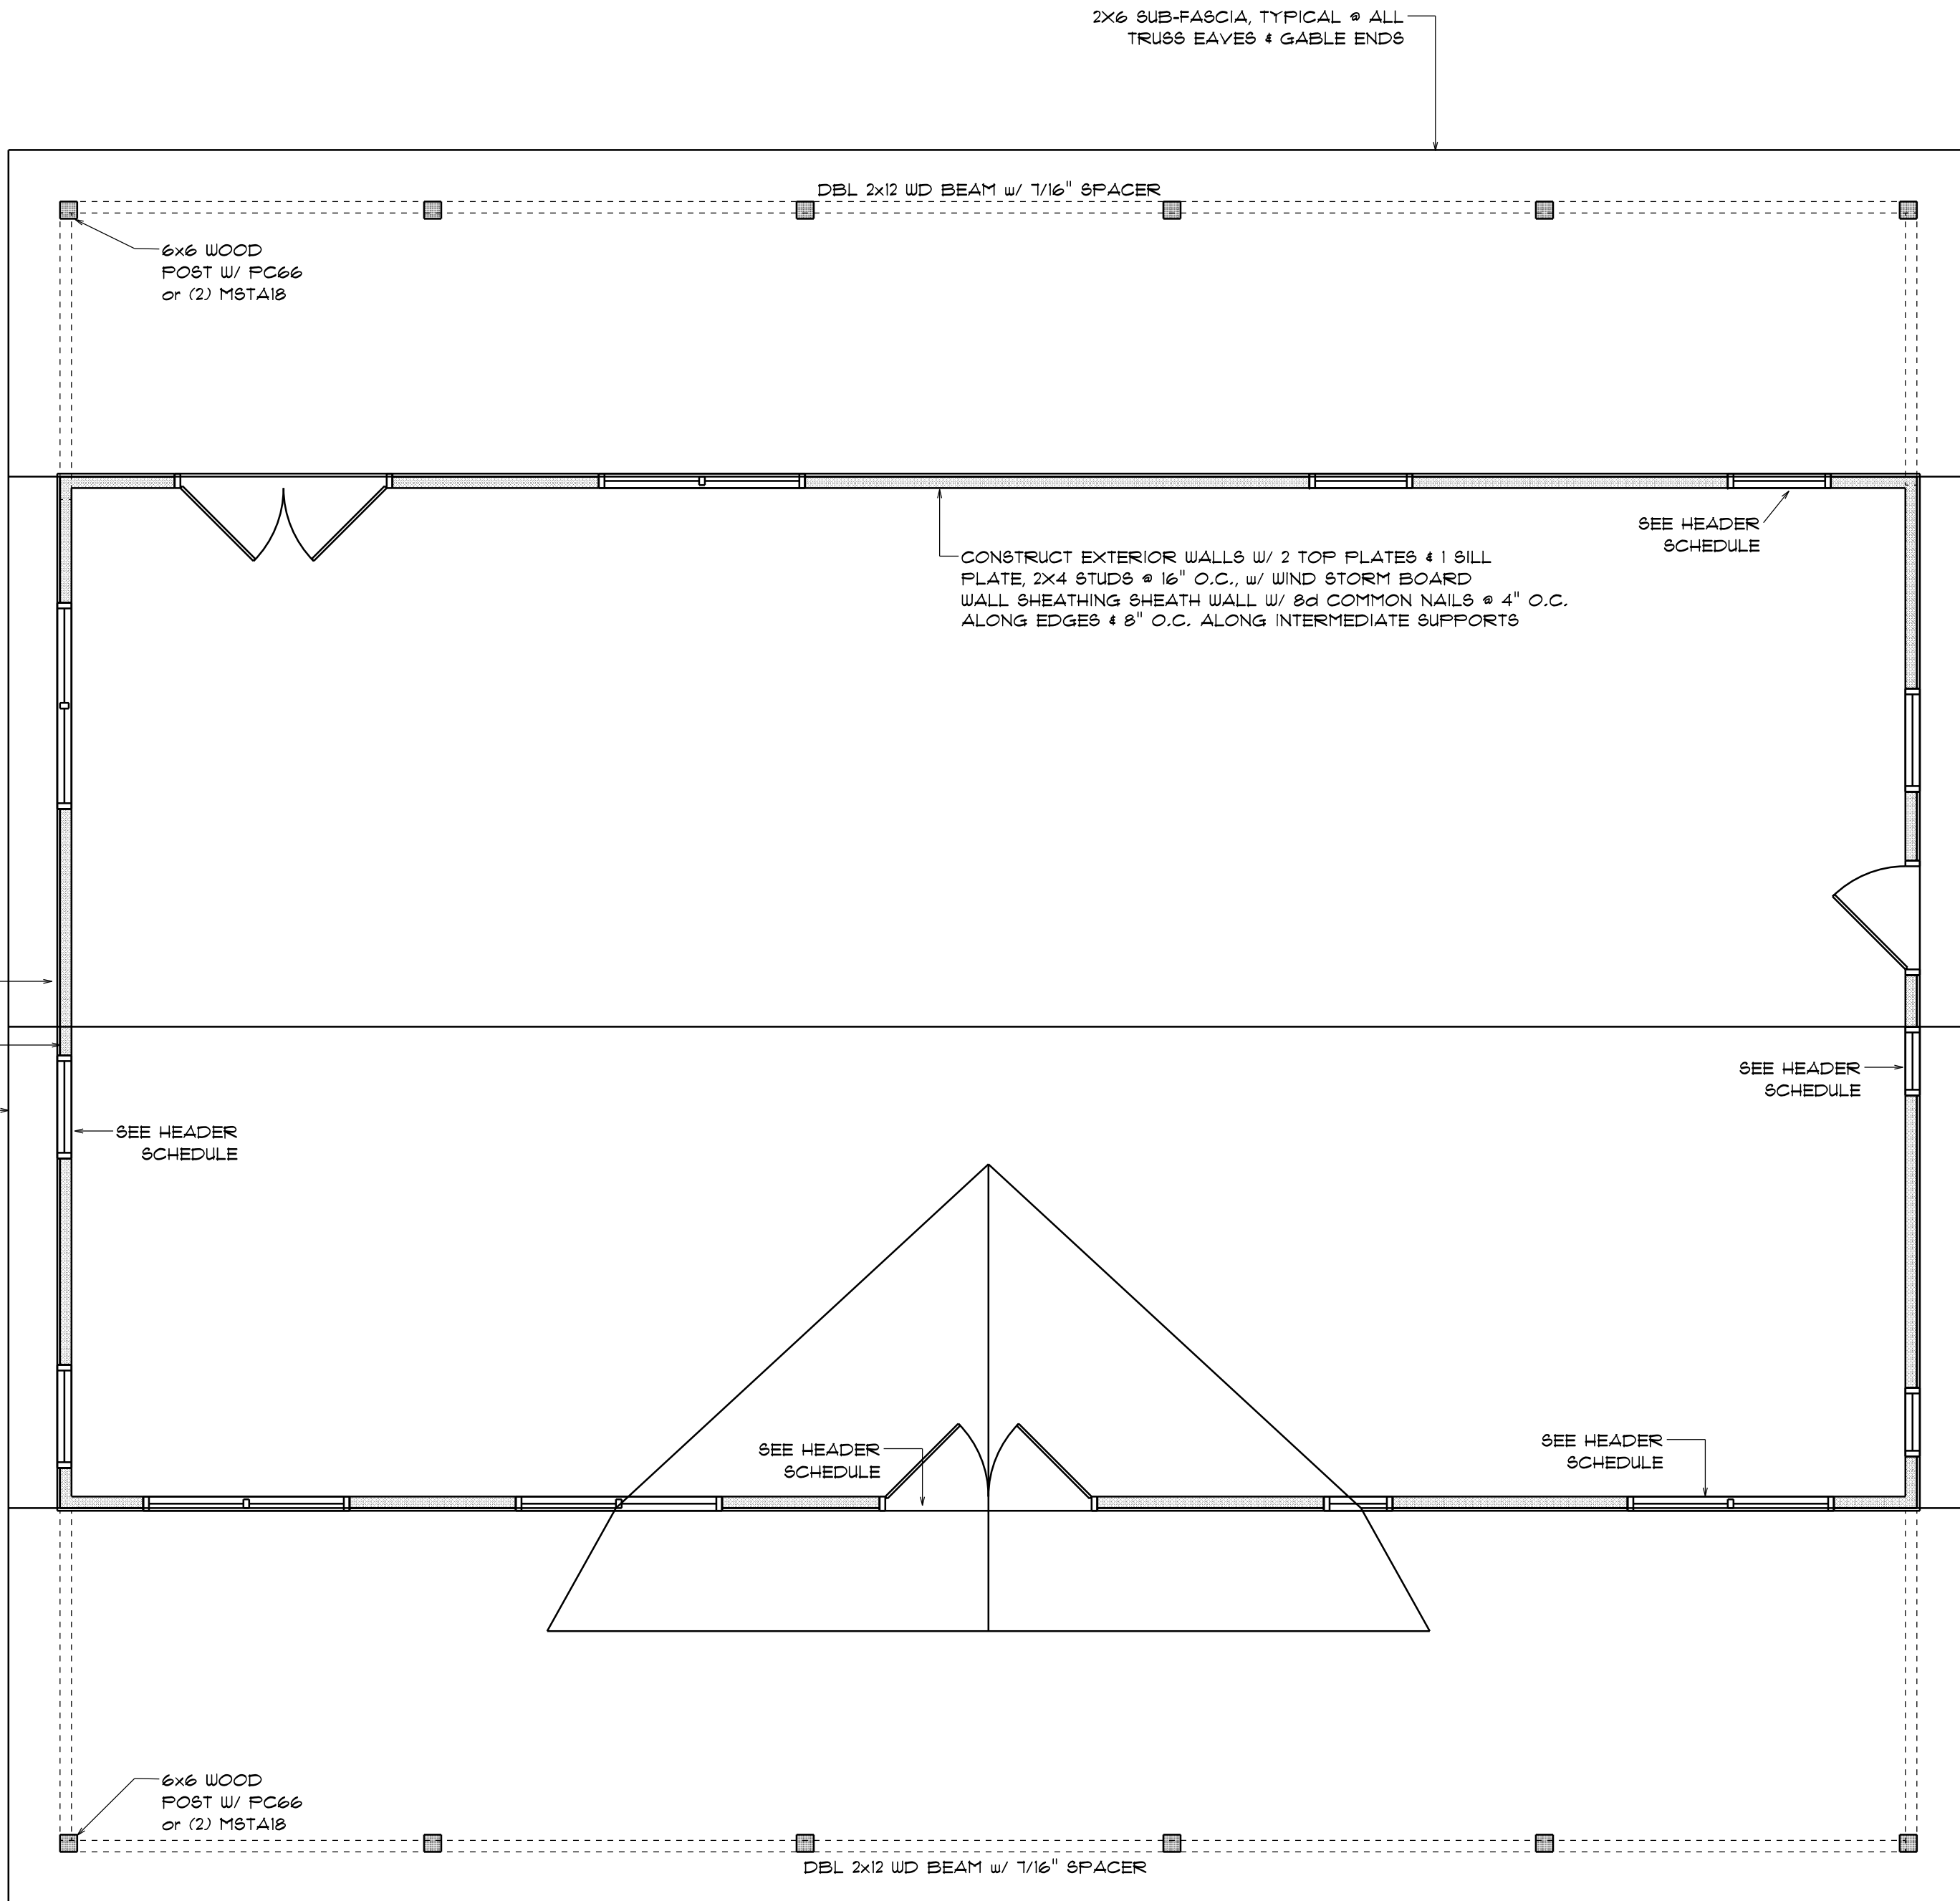 2X6 SUB-FASCIA, TYPICAL @ ALL
TRUSS EAVES & GABLE ENDS
DBL 2x12 WD BEAM w/ 7/16" SPACER
6x6 WOOD
POST W/ PC66
or (2) MSTA18
SEE HEADER
SCHEDULE
CONSTRUCT EXTERIOR WALLS W/ 2 TOP PLATES & 1 SILL
PLATE, 2X4 STUDS @ 16" O.C., w/ WIND STORM BOARD
WALL SHEATHING SHEATH WALL W/ 8d COMMON NAILS @ 4" O.C.
ALONG EDGES & 8" O.C. ALONG INTERMEDIATE SUPPORTS
SEE HEADER
SCHEDULE
SEE HEADER
SCHEDULE
SEE HEADER
SCHEDULE
SEE HEADER
SCHEDULE
6x6 WOOD
POST W/ PC66
or (2) MSTA18
DBL 2x12 WD BEAM w/ 7/16" SPACER